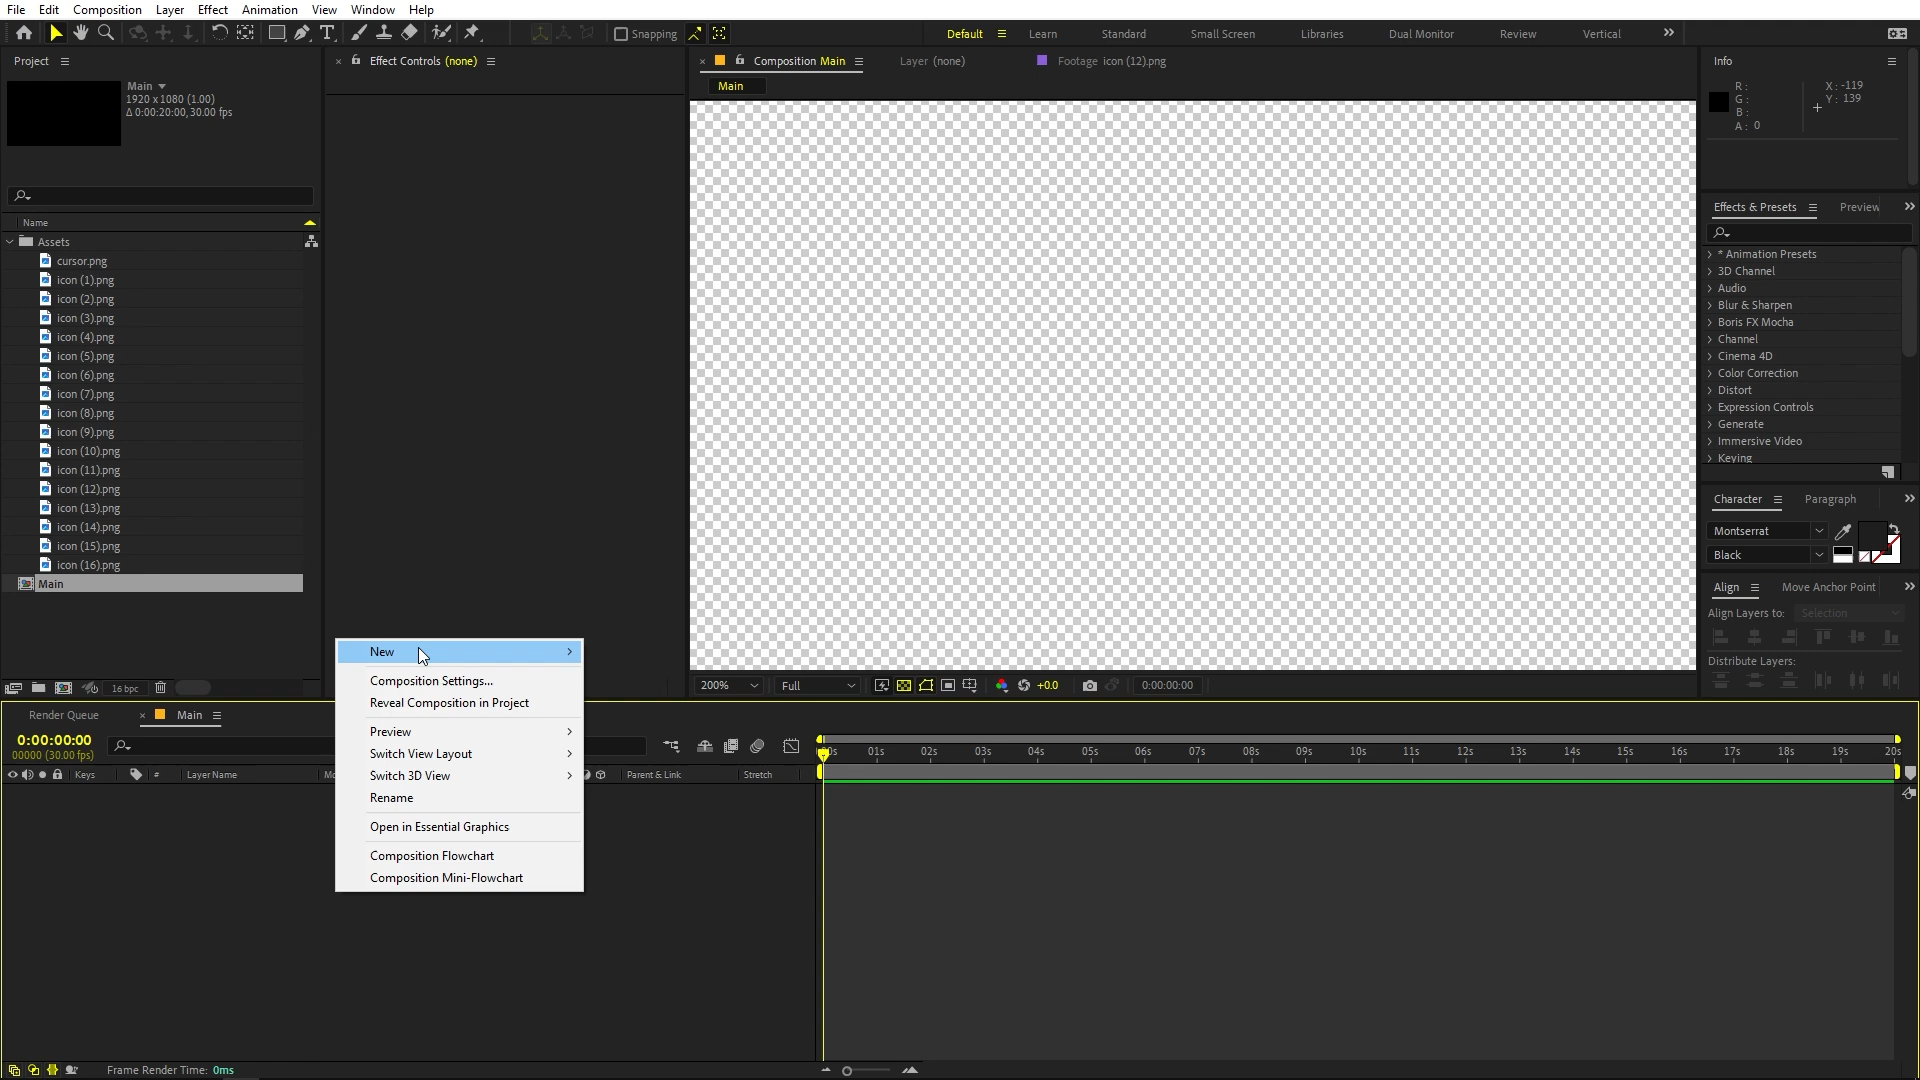 File Edit Composition Layer Effect Animation View Window Help
Snapping
Default Learn Standard Small Screen Libraries Dual Monitor Review Vertical
Project
Effect Controls (none)
Composition Main
Layer (none)
Footage icon (12).png
Info
Main
1920 x 1080 (1.00)
Δ 0:00:20:00, 30.00 fps
Main
R :
G :
B :
A : 0
X : -119
Y : 139
Effects & Presets
Preview
Name
Assets
cursor.png
icon (1).png
icon (2).png
icon (3).png
icon (4).png
icon (5).png
icon (6).png
icon (7).png
icon (8).png
icon (9).png
icon (10).png
icon (11).png
icon (12).png
icon (13).png
icon (14).png
icon (15).png
icon (16).png
Main
* Animation Presets
3D Channel
Audio
Blur & Sharpen
Boris FX Mocha
Channel
Cinema 4D
Color Correction
Distort
Expression Controls
Generate
Immersive Video
Keying
Character
Paragraph
Montserrat
Black
Align
Move Anchor Point
Align Layers to: Selection
Distribute Layers:
16 bpc
200%
Full
+0.0
0:00:00:00
New
Composition Settings...
Reveal Composition in Project
Preview
Switch View Layout
Switch 3D View
Rename
Open in Essential Graphics
Composition Flowchart
Composition Mini-Flowchart
Render Queue
Main
0:00:00:00
00000 (30.00 fps)
Keys
#
Layer Name
Parent & Link
Stretch
01s 02s 03s 04s 05s 06s 07s 08s 09s 10s 11s 12s 13s 14s 15s 16s 17s 18s 19s 20s
Frame Render Time: 0ms